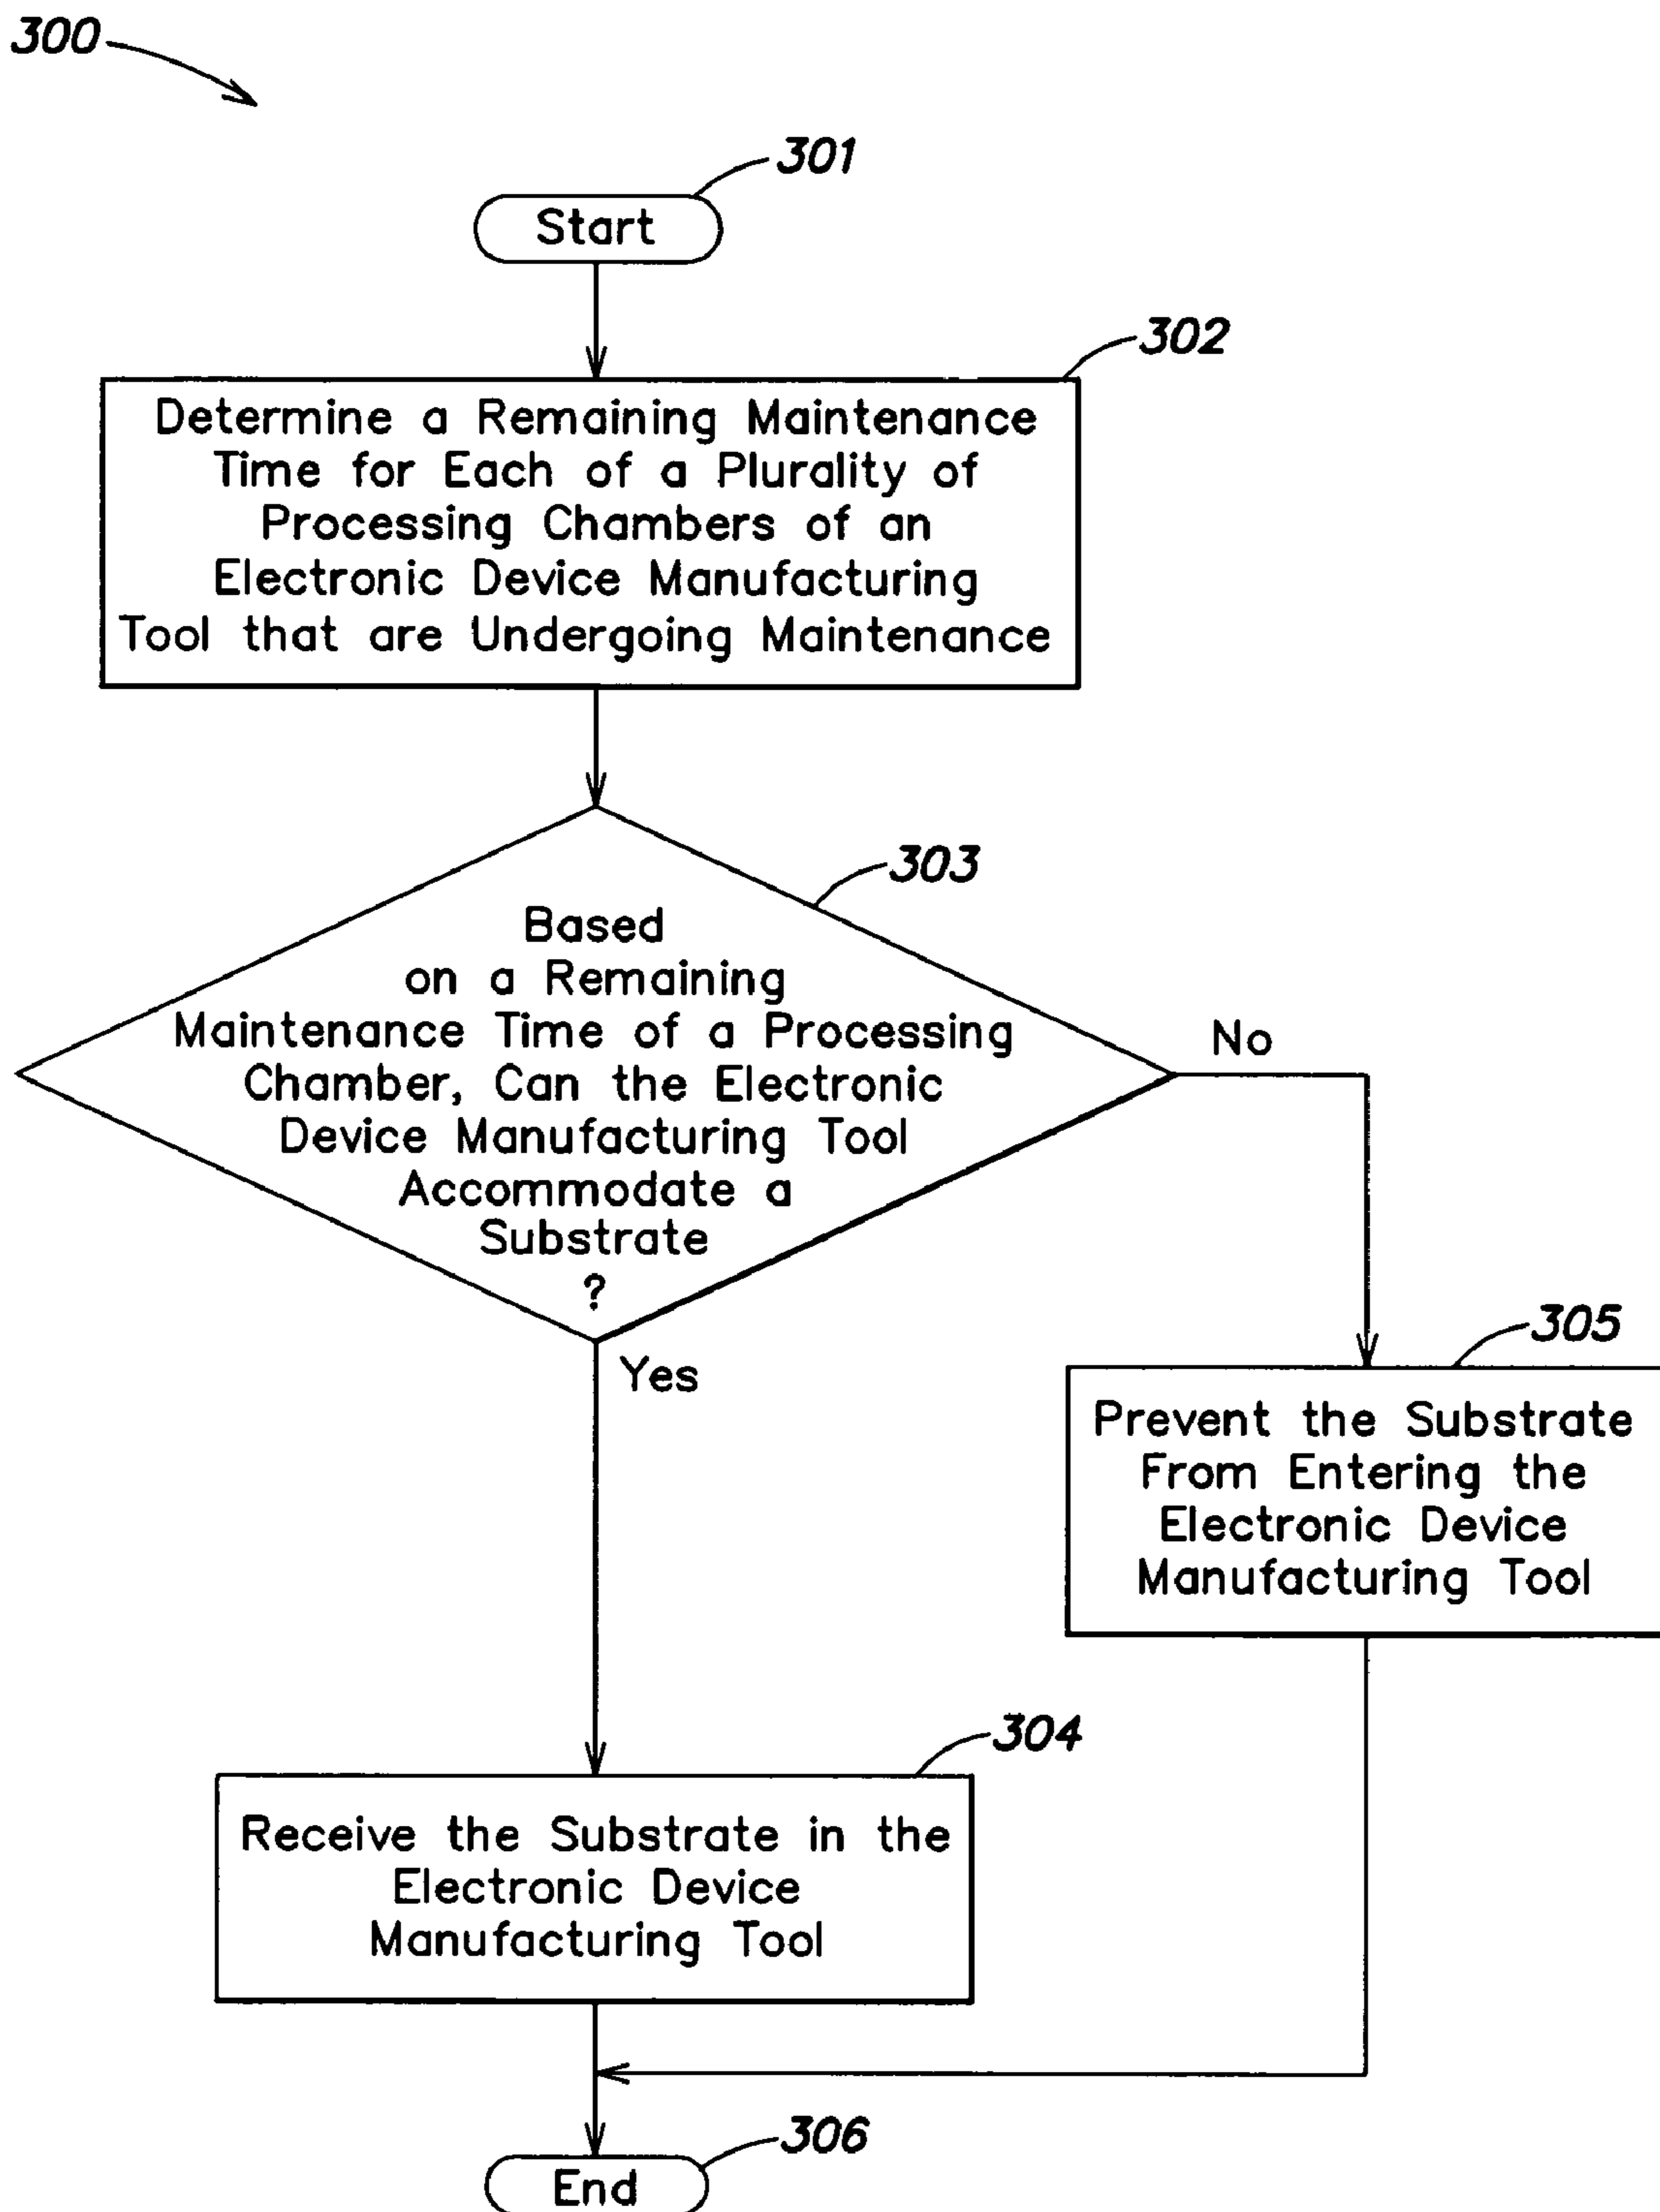 300
301
Start
302
Determine a Remaining Maintenance
Time for Each of a Plurality of
Processing Chambers of an
Electronic Device Manufacturing
Tool that are Undergoing Maintenance
303
Based
on a Remaining
Maintenance Time of a Processing
Chamber, Can the Electronic
Device Manufacturing Tool
Accommodate a
Substrate
?
No
Yes
305
Prevent the Substrate
From Entering the
Electronic Device
Manufacturing Tool
304
Receive the Substrate in the
Electronic Device
Manufacturing Tool
306
End